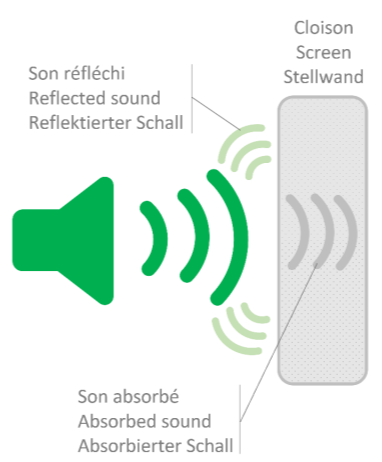 Cloison
Screen
Stellwand
Son réfléchi
Reflected sound
Reflektierter Schall
Son absorbé
Absorbed sound
Absorbierter Schall